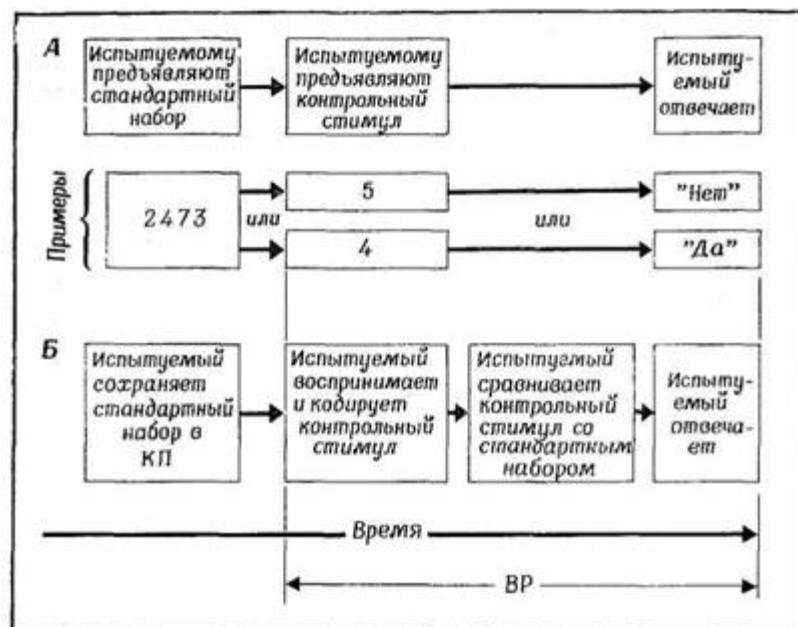 А
Испытуемому
предъявляют
стандартный
набор
Испытуемому
предъявляют
контрольный
стимул
Испыту-
емый
отвечает
Примеры
2473
или
5
или
"Нет"
4
"Да"
Б
Испытуемый
сохраняет
стандартный
набор в
КП
Испытуемый
воспринимает
и кодирует
контрольный
стимул
Испытуемый
сравнивает
контрольный
стимул со
стандартным
набором
Испыту-
емый
отвеча-
ет
Время
ВР